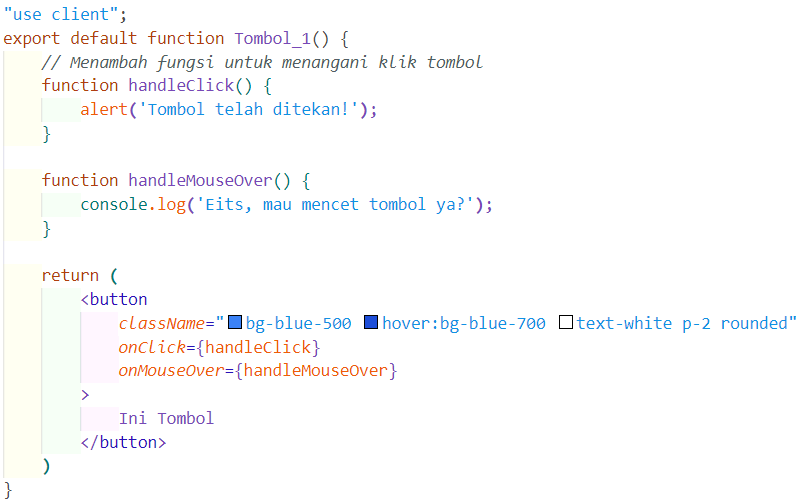 "use client";
export default function Tombol_1() {
    // Menambah fungsi untuk menangani klik tombol
    function handleClick() {
        alert('Tombol telah ditekan!');
    }

    function handleMouseOver() {
        console.log('Eits, mau mencet tombol ya?');
    }

    return (
        <button
            className="bg-blue-500 hover:bg-blue-700 text-white p-2 rounded"
            onClick={handleClick}
            onMouseOver={handleMouseOver}
        >
            Ini Tombol
        </button>
    )
}